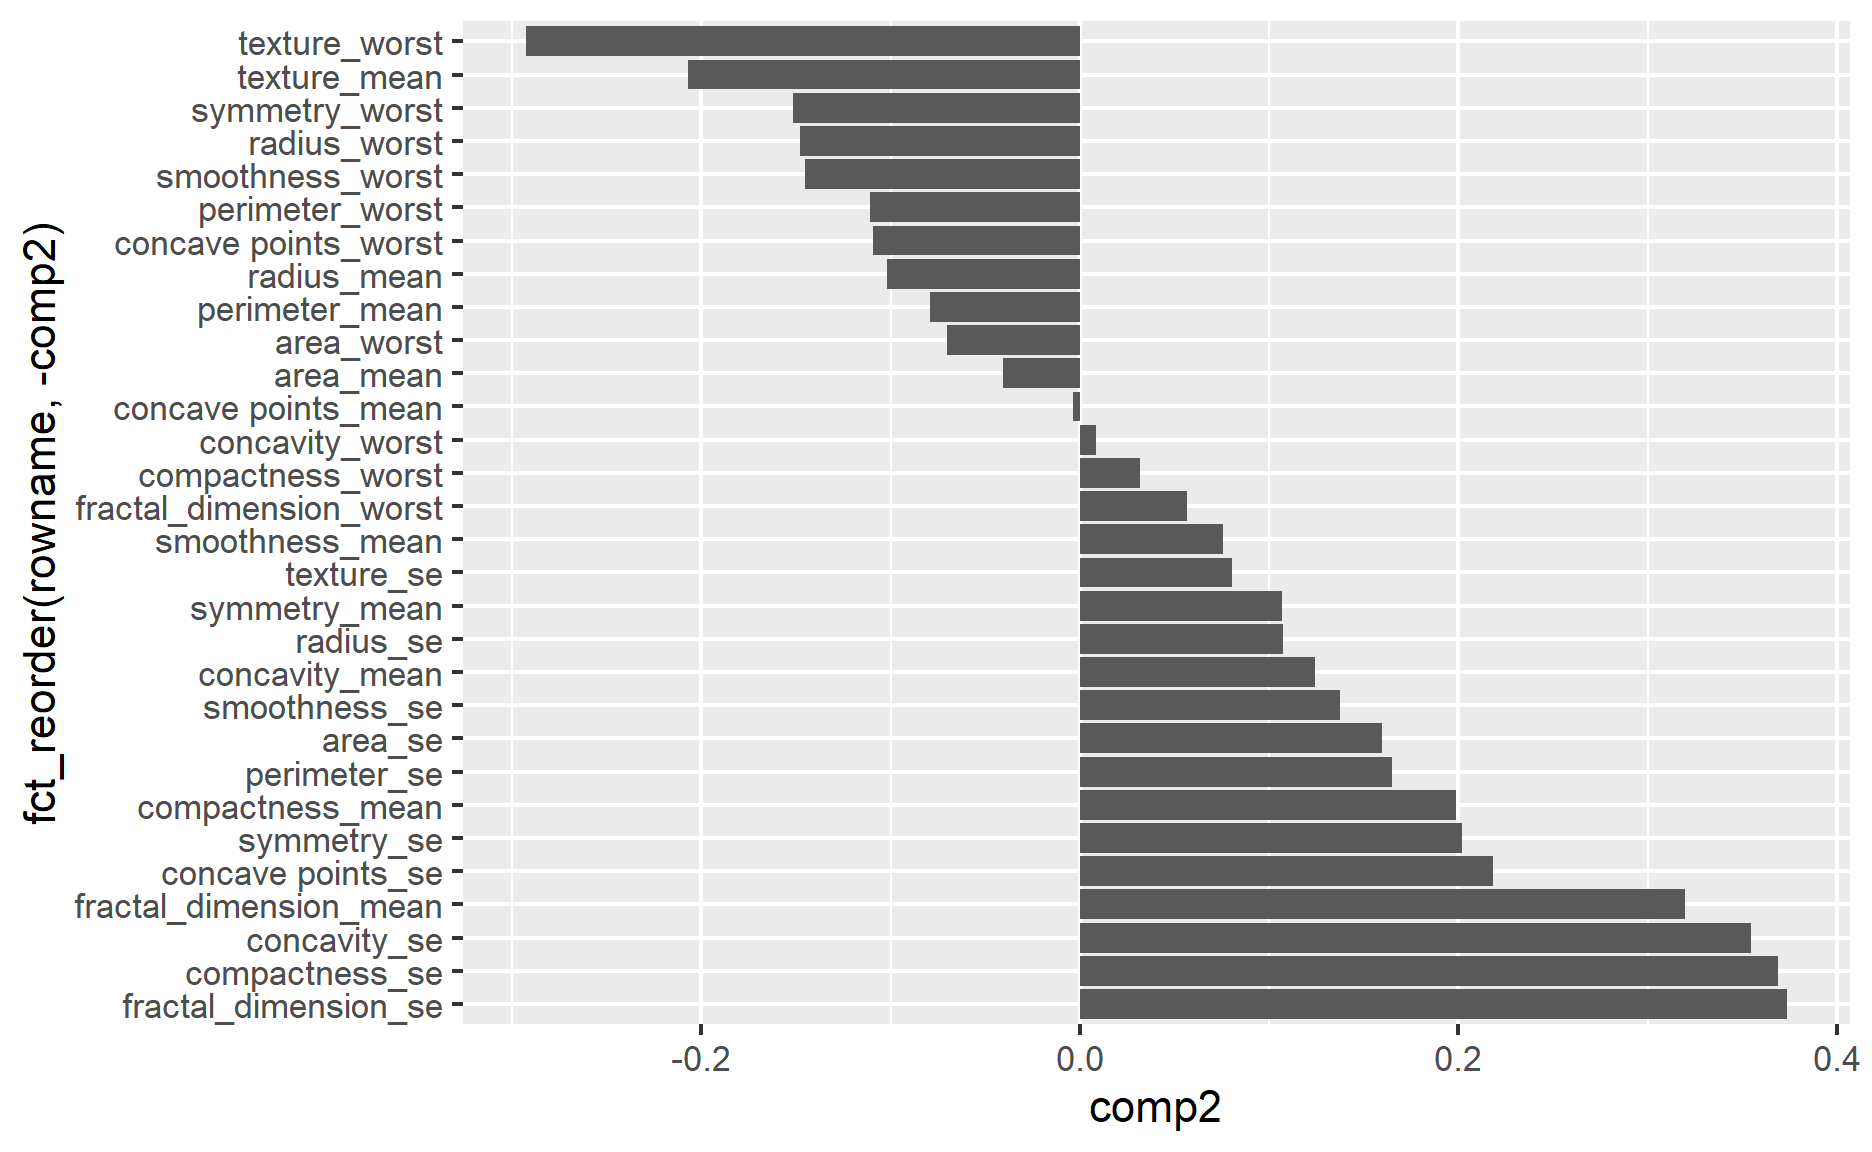 texture_worst
texture_mean
symmetry_worst
radius_worst
smoothness_worst
perimeter_worst
concave points_worst
radius_mean
perimeter_mean
area_worst
area_mean
concave points_mean
concavity_worst
compactness_worst
fractal_dimension_worst
smoothness_mean
texture_se
symmetry_mean
radius_se
concavity_mean
smoothness_se
area_se
perimeter_se
compactness_mean
symmetry_se
concave points_se
fractal_dimension_mean
concavity_se
compactness_se
fractal_dimension_se
fct_reorder(rowname, -comp2)
-0.2 0.0 0.2 0.4
comp2